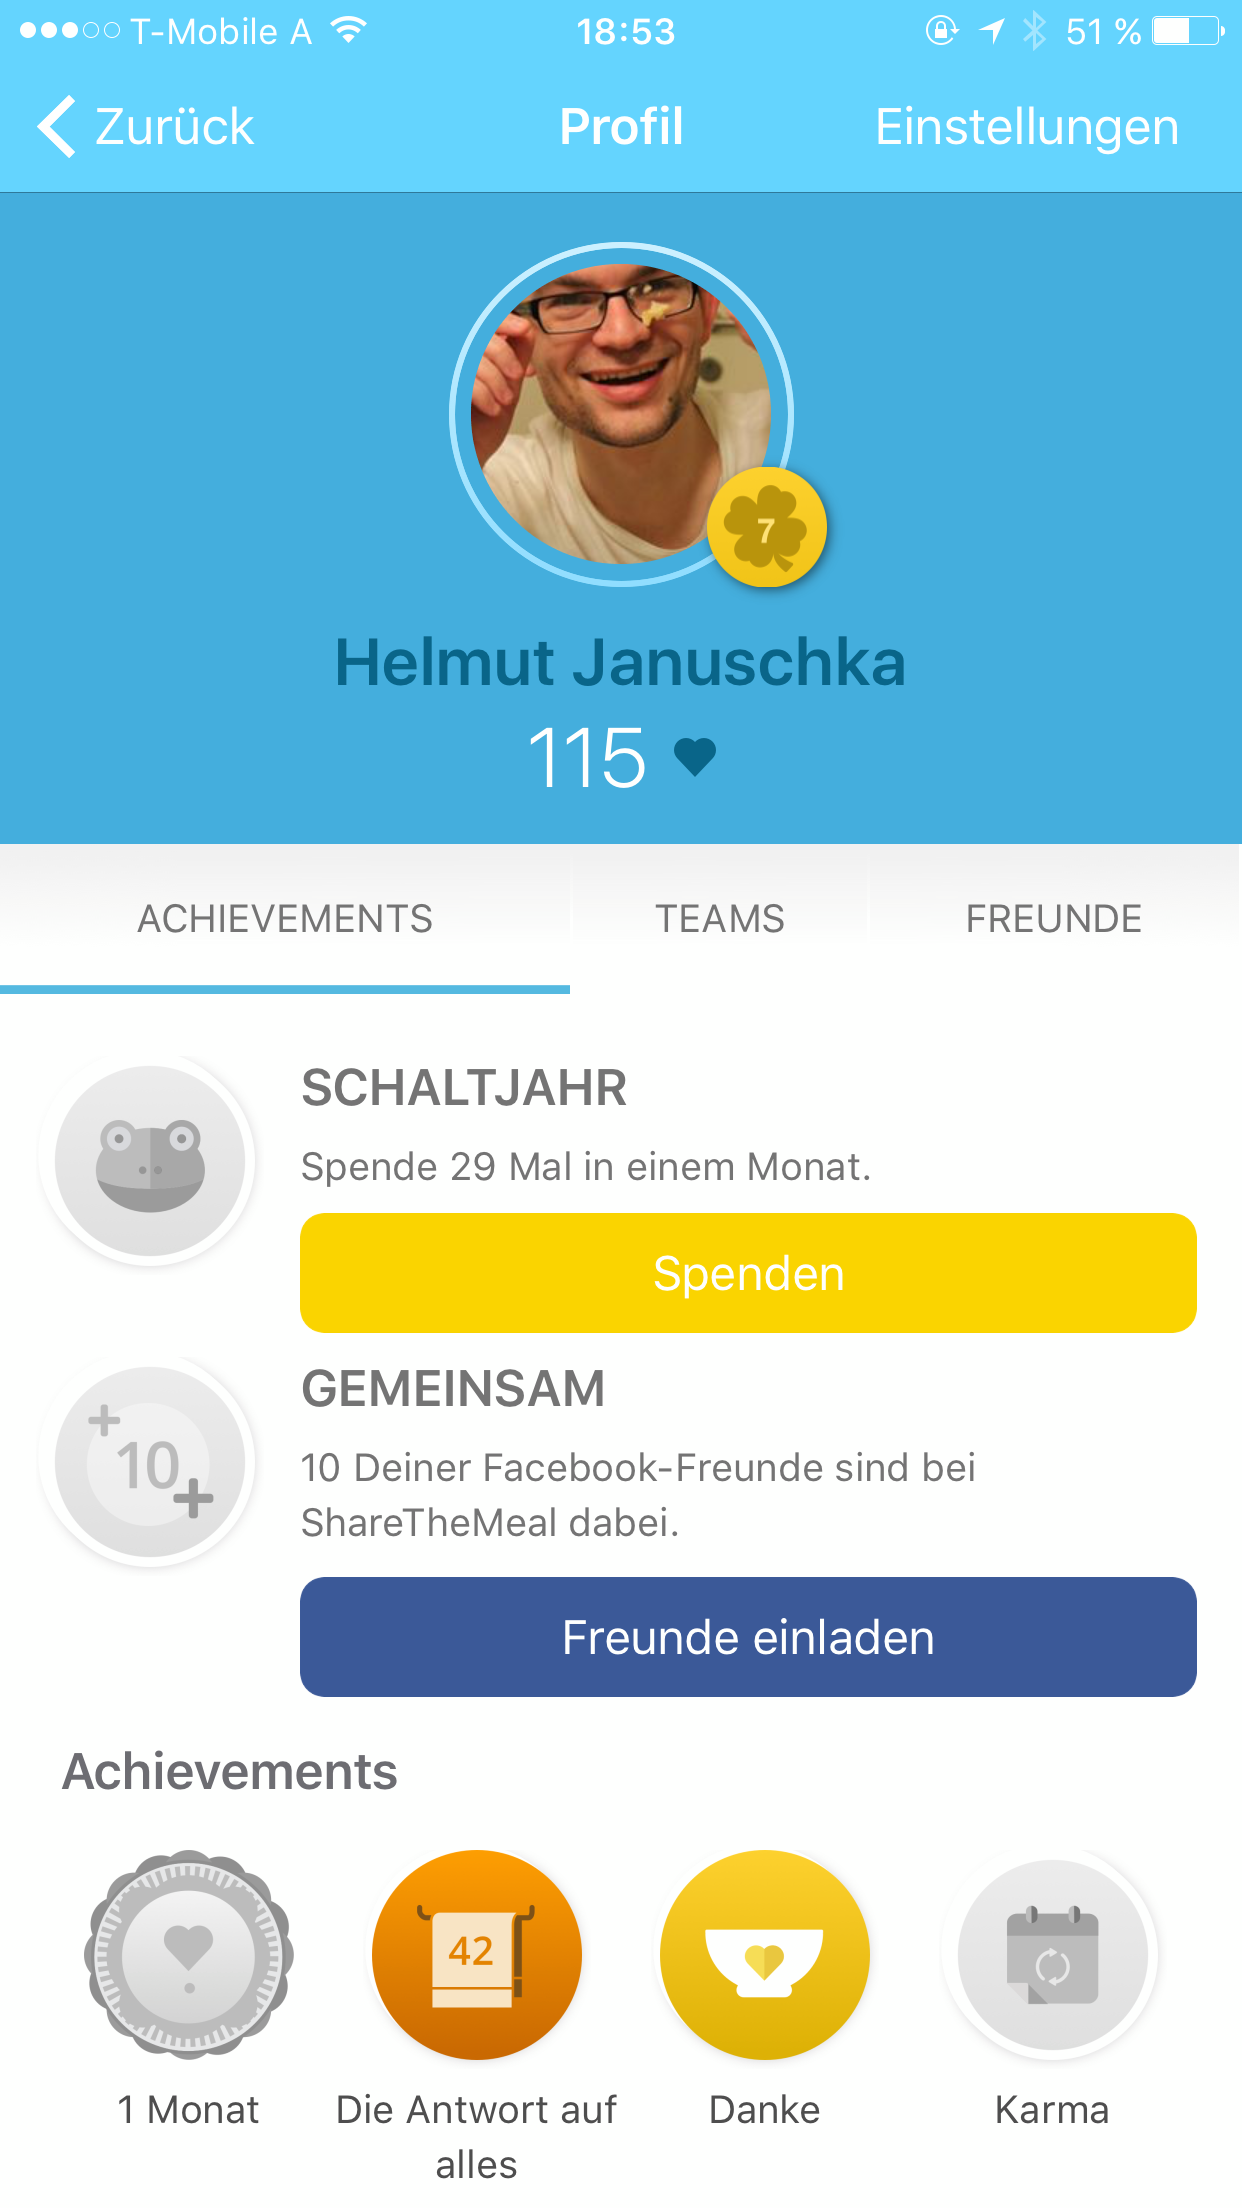 T-Mobile A 18:53 51 %
Zurück Profil Einstellungen
7
Helmut Januschka
115
ACHIEVEMENTS TEAMS FREUNDE
SCHALTJAHR
Spende 29 Mal in einem Monat.
Spenden
GEMEINSAM
10
10 Deiner Facebook-Freunde sind bei
ShareTheMeal dabei.
Freunde einladen
Achievements
42
1 Monat Die Antwort auf Danke Karma
alles